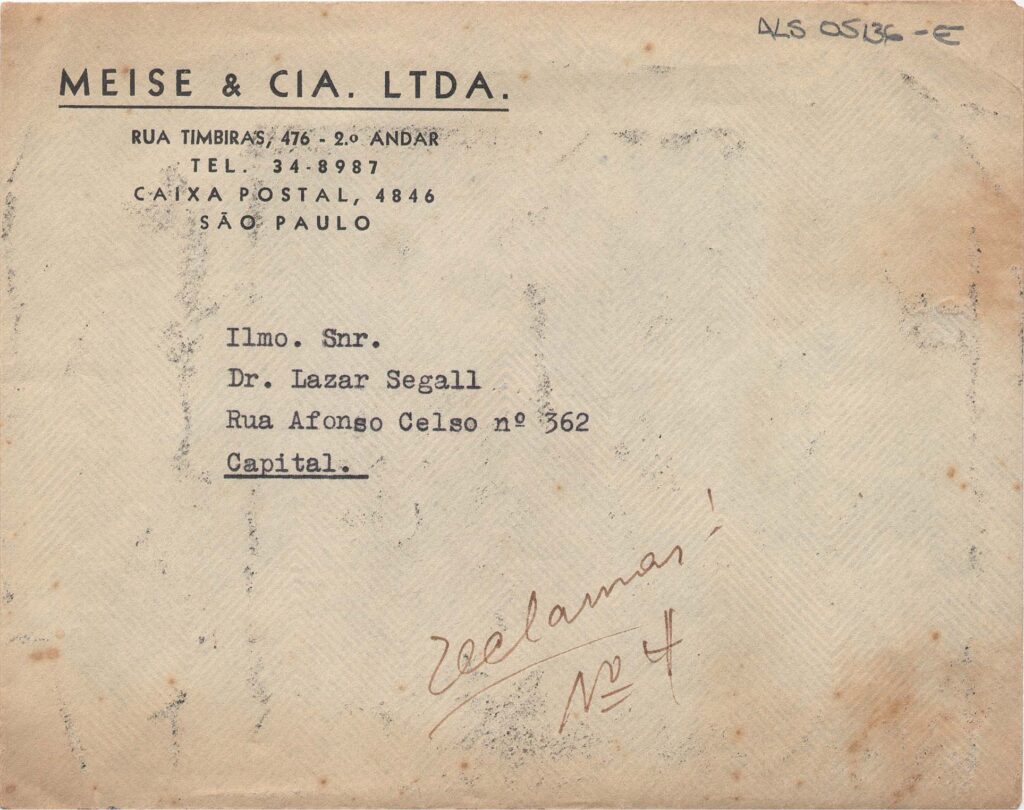 ALS 05136-E
MEISE & CIA. LTDA.
RUA TIMBIRAS, 476 - 2.º ANDAR
TEL. 34-8987
CAIXA POSTAL, 4846
SÃO PAULO
Ilmo. Snr.
Dr. Lazar Segall
Rua Afonso Celso nº 362
Capital.
reclamar!
Nº 4